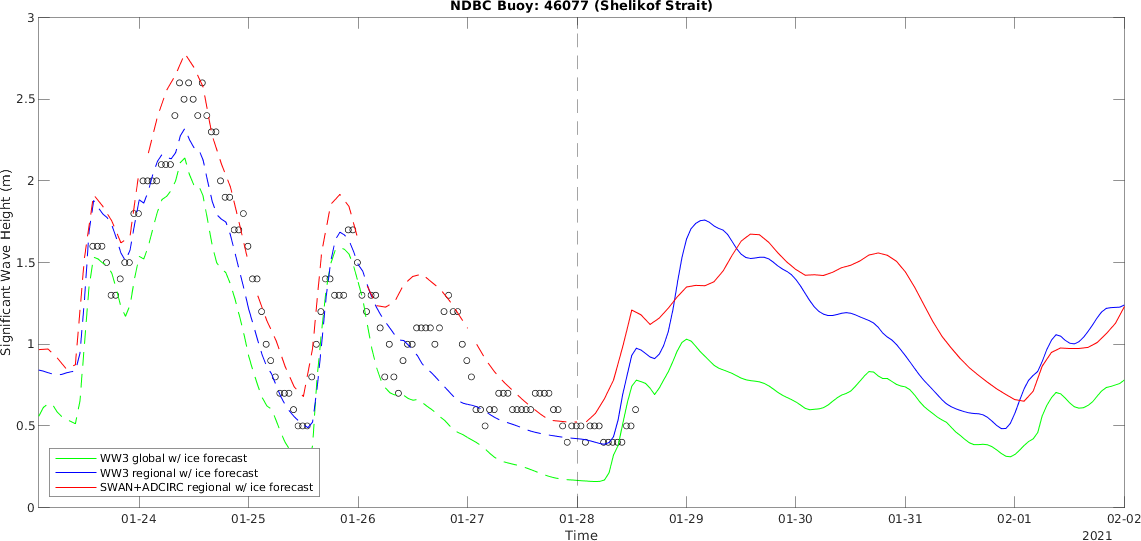 NDBC Buoy: 46077 (Shelikof Strait)
3
2.5
2
1.5
1
0.5
0
Significant Wave Height (m)
WW3 global w/ ice forecast
WW3 regional w/ ice forecast
SWAN+ADCIRC regional w/ ice forecast
01-24 01-25 01-26 01-27 01-28 01-29 01-30 01-31 02-01 02-02
Time
2021